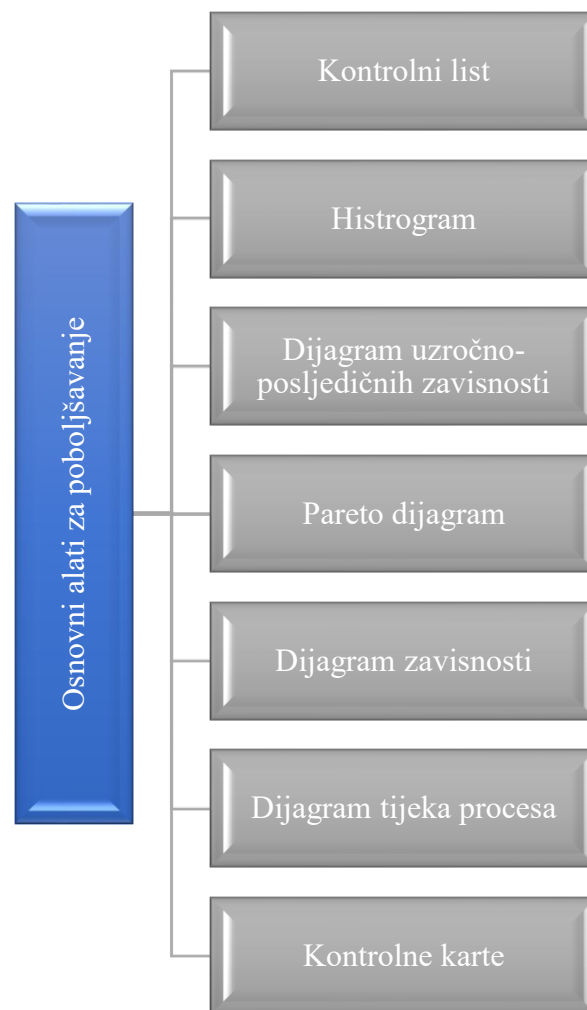 Osnovni alati za poboljšavanje
Kontrolni list
Histrogram
Dijagram uzročno-
posljedičnih zavisnosti
Pareto dijagram
Dijagram zavisnosti
Dijagram tijeka procesa
Kontrolne karte